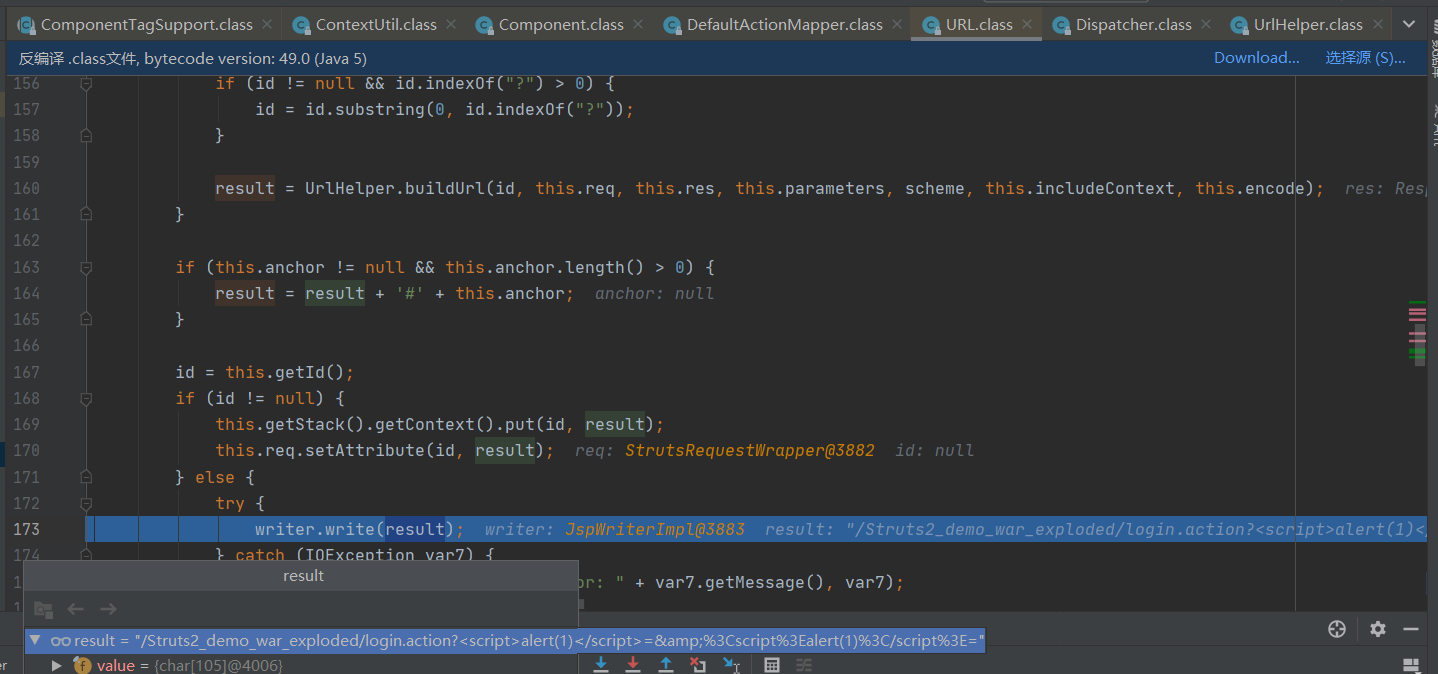 ComponentTagSupport.class ContextUtil.class Component.class DefaultActionMapper.class URL.class Dispatcher.class UrlHelper.class
反编译 .class文件, bytecode version: 49.0 (Java 5) Download... 选择源 (S)...
156 if (id != null && id.indexOf("?") > 0) {
157 id = id.substring(0, id.indexOf("?"));
158 }
159
160 result = UrlHelper.buildUrl(id, this.req, this.res, this.parameters, scheme, this.includeContext, this.encode); res:
161 }
162
163 if (this.anchor != null && this.anchor.length() > 0) {
164 result = result + '#' + this.anchor; anchor: null
165 }
166
167 id = this.getId();
168 if (id != null) {
169 this.getStack().getContext().put(id, result);
170 this.req.setAttribute(id, result); req: StrutsRequestWrapper@3882 id: null
171 } else {
172 try {
173 writer.write(result); writer: JspWriterImpl@3883 result: "/Struts2_demo_war_exploded/login.action?<script>alert(1)<
174 } catch (IOException var7) {
or: " + var7.getMessage(), var7);
result
result = "/Struts2_demo_war_exploded/login.action?<script>alert(1)</script>=&amp;%3Cscript%3Ealert(1)%3C/script%3E="
f value = {char[105]@4006}